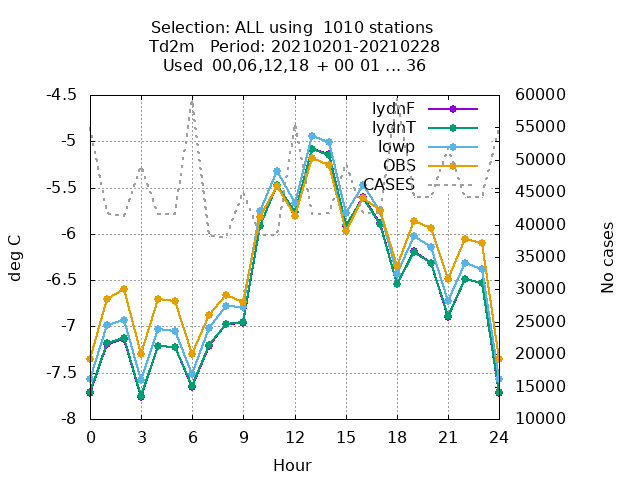 Selection: ALL using  1010 stations
Td2m   Period: 20210201-20210228
Used  00,06,12,18 + 00 01 ... 36
-4.5
-5
-5.5
-6
-6.5
-7
-7.5
-8
deg C
60000
55000
50000
45000
40000
35000
30000
25000
20000
15000
10000
No cases
lydnF
lydnT
lowp
OBS
CASES
0 3 6 9 12 15 18 21 24
Hour